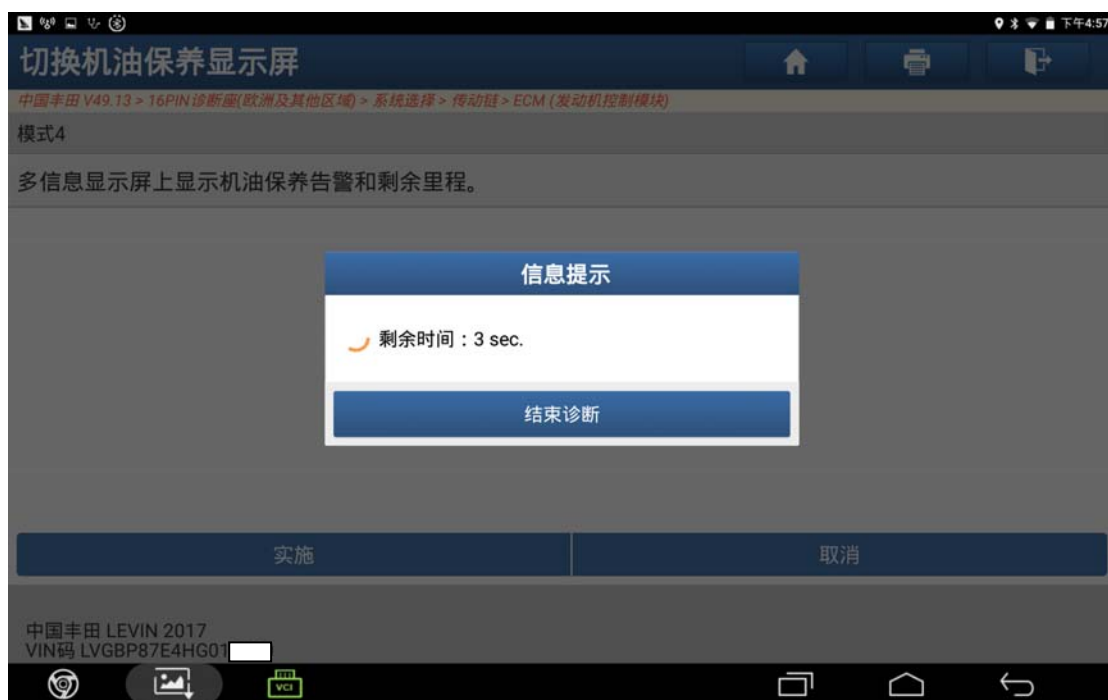 下午4:57
切换机油保养显示屏
中国丰田 V49.13 > 16PIN诊断座(欧洲及其他区域) > 系统选择 > 传动链 > ECM (发动机控制模块)
模式4
多信息显示屏上显示机油保养告警和剩余里程。
信息提示
剩余时间：3 sec.
结束诊断
实施
取消
中国丰田 LEVIN 2017
VIN码 LVGBP87E4HG01
VCI